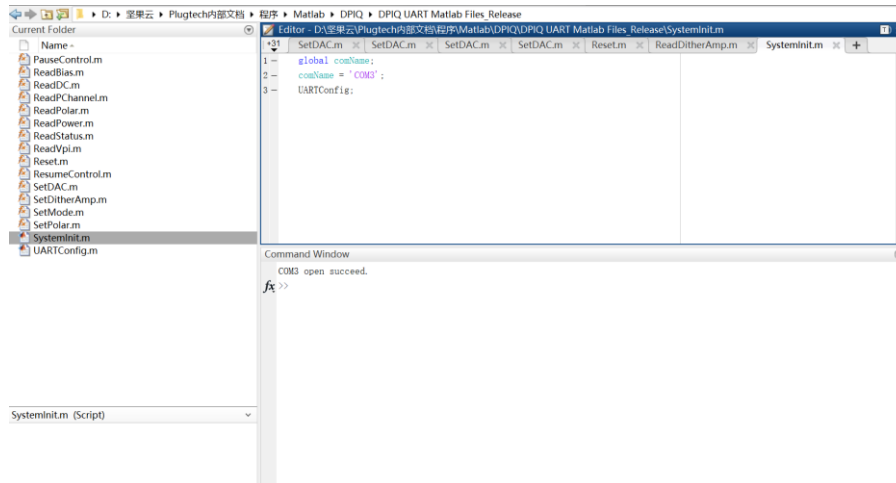 D: 坚果云 Plugtech内部文档 程序 Matlab DPIQ DPIQ UART Matlab Files_Release
Current Folder
Name
PauseControl.m
ReadBias.m
ReadDC.m
ReadPChannel.m
ReadPolar.m
ReadPower.m
ReadStatus.m
ReadVpi.m
Reset.m
ResumeControl.m
SetDAC.m
SetDitherAmp.m
SetMode.m
SetPolar.m
SystemInit.m
UARTConfig.m
SystemInit.m (Script)
Editor - D:\坚果云\Plugtech内部文档\程序\Matlab\DPIQ\DPIQ UART Matlab Files_Release\SystemInit.m
+31 SetDAC.m SetDAC.m SetDAC.m SetDAC.m Reset.m ReadDitherAmp.m SystemInit.m +
1 – global comName;
2 – comName = 'COM3';
3 – UARTConfig;
Command Window
COM3 open succeed.
fx >>